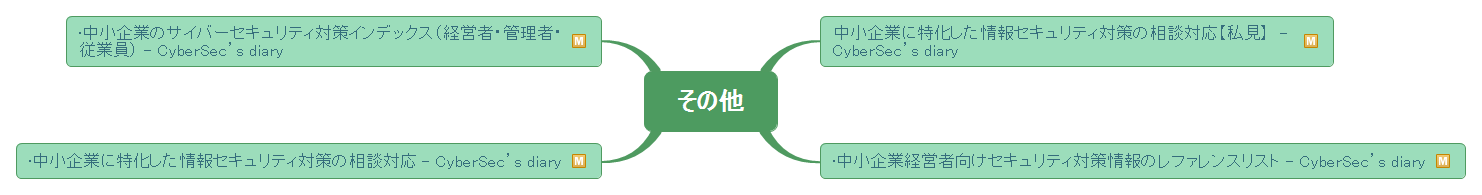 ・中小企業のサイバーセキュリティ対策インデックス（経営者・管理者・
従業員） - CyberSec’s diary M
中小企業に特化した情報セキュリティ対策の相談対応【私見】 -
CyberSec’s diary M
その他
・中小企業に特化した情報セキュリティ対策の相談対応 - CyberSec’s diary M
・中小企業経営者向けセキュリティ対策情報のレファレンスリスト - CyberSec’s diary M